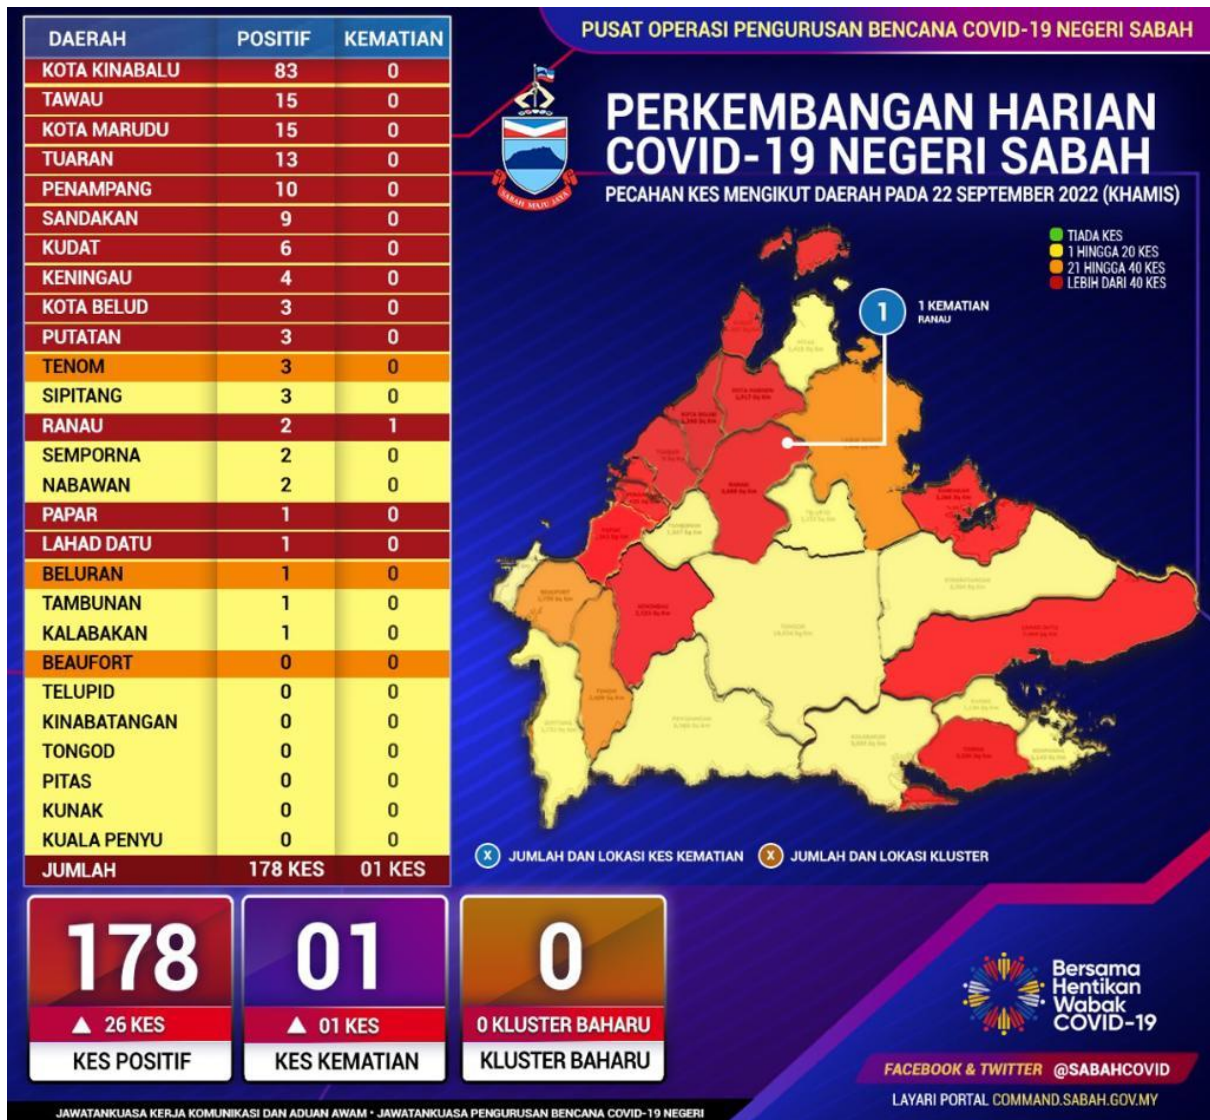 DAERAH POSITIF KEMATIAN
KOTA KINABALU 83 0
TAWAU 15 0
KOTA MARUDU 15 0
TUARAN 13 0
PENAMPANG 10 0
SANDAKAN 9 0
KUDAT 6 0
KENINGAU 4 0
KOTA BELUD 3 0
PUTATAN 3 0
TENOM 3 0
SIPITANG 3 0
RANAU 2 1
SEMPORNA 2 0
NABAWAN 2 0
PAPAR 1 0
LAHAD DATU 1 0
BELURAN 1 0
TAMBUNAN 1 0
KALABAKAN 1 0
BEAUFORT 0 0
TELUPID 0 0
KINABATANGAN 0 0
TONGOD 0 0
PITAS 0 0
KUNAK 0 0
KUALA PENYU 0 0
JUMLAH 178 KES 01 KES
PUSAT OPERASI PENGURUSAN BENCANA COVID-19 NEGERI SABAH
SABAH MAJU JAYA
PERKEMBANGAN HARIAN
COVID-19 NEGERI SABAH
PECAHAN KES MENGIKUT DAERAH PADA 22 SEPTEMBER 2022 (KHAMIS)
TIADA KES
1 HINGGA 20 KES
21 HINGGA 40 KES
LEBIH DARI 40 KES
1
1 KEMATIAN
RANAU
X JUMLAH DAN LOKASI KES KEMATIAN
X JUMLAH DAN LOKASI KLUSTER
178
▲ 26 KES
KES POSITIF
01
▲ 01 KES
KES KEMATIAN
0
0 KLUSTER BAHARU
KLUSTER BAHARU
Bersama
Hentikan
Wabak
COVID-19
FACEBOOK & TWITTER @SABAHCOVID
LAYARI PORTAL COMMAND.SABAH.GOV.MY
JAWATANKUASA KERJA KOMUNIKASI DAN ADUAN AWAM • JAWATANKUASA PENGURUSAN BENCANA COVID-19 NEGERI